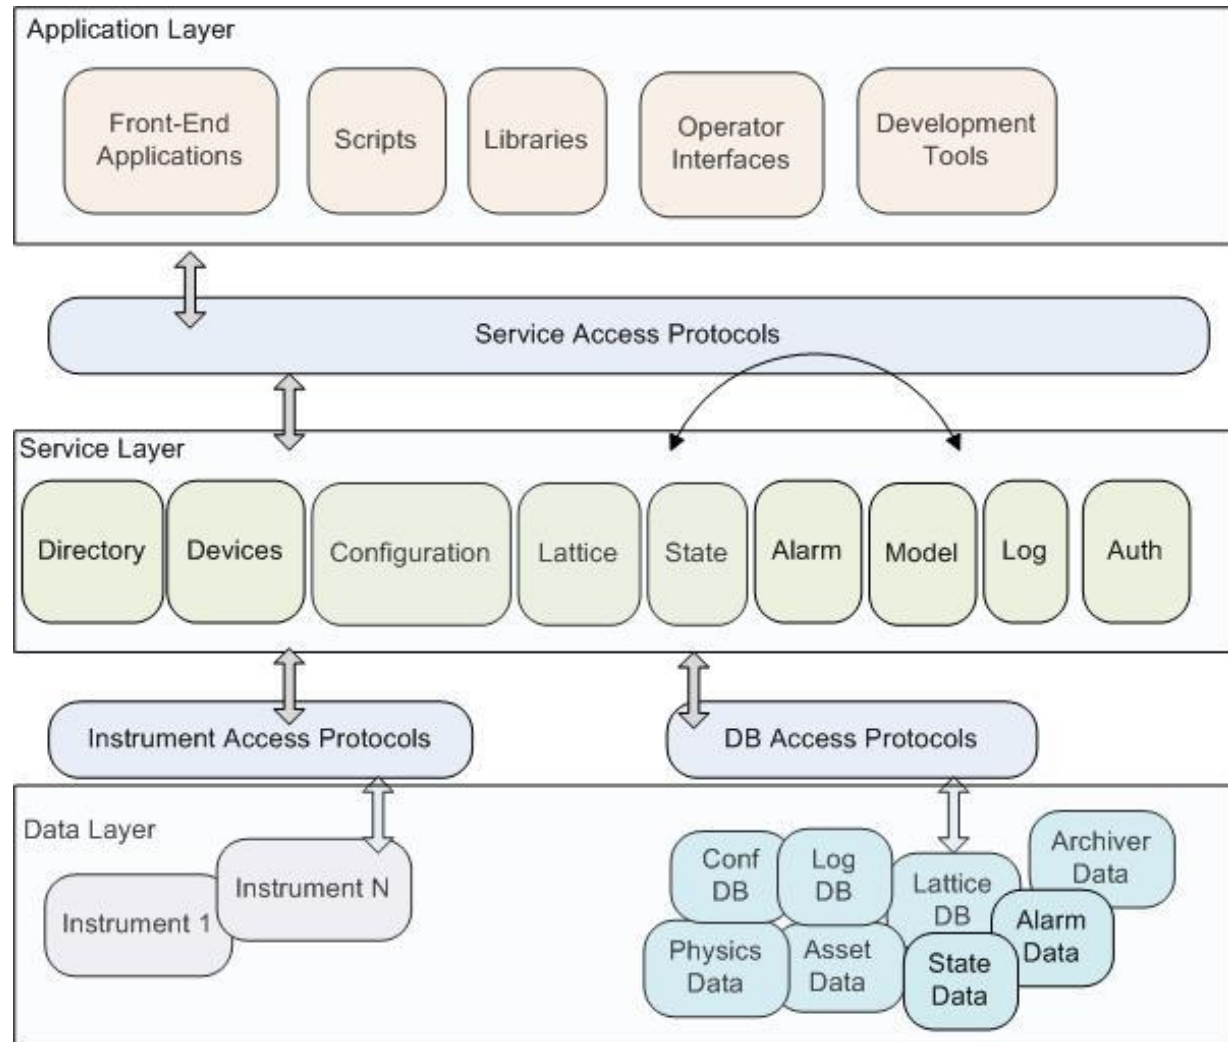 Application Layer
Front-End
Applications
Scripts
Libraries
Operator
Interfaces
Development
Tools
Service Access Protocols
Service Layer
Directory
Devices
Configuration
Lattice
State
Alarm
Model
Log
Auth
Instrument Access Protocols
DB Access Protocols
Data Layer
Instrument 1
Instrument N
Conf
DB
Log
DB
Lattice
DB
Archiver
Data
Physics
Data
Asset
Data
State
Data
Alarm
Data